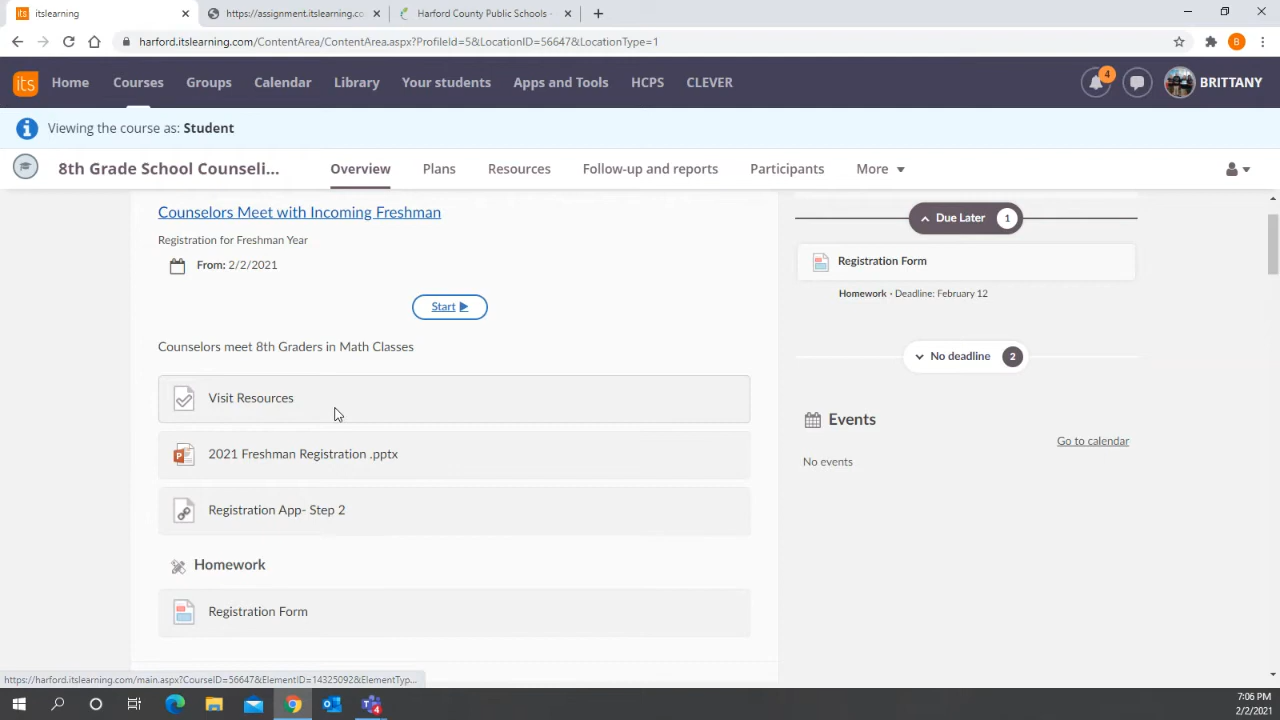 itslearning
https://assignment.itslearning.co
Harford County Public Schools -
harford.itslearning.com/ContentArea/ContentArea.aspx?ProfileId=5&LocationID=56647&LocationType=1
B
its
Home
Courses
Groups
Calendar
Library
Your students
Apps and Tools
HCPS
CLEVER
4
BRITTANY
Viewing the course as: Student
8th Grade School Counseli...
Overview
Plans
Resources
Follow-up and reports
Participants
More
Counselors Meet with Incoming Freshman
Registration for Freshman Year
From: 2/2/2021
Start
Counselors meet 8th Graders in Math Classes
Visit Resources
2021 Freshman Registration .pptx
Registration App- Step 2
Homework
Registration Form
Due Later 1
Registration Form
Homework • Deadline: February 12
No deadline 2
Events
Go to calendar
No events
https://harford.itslearning.com/main.aspx?CourseID=56647&ElementID=14325092&ElementTyp...
7:06 PM
2/2/2021